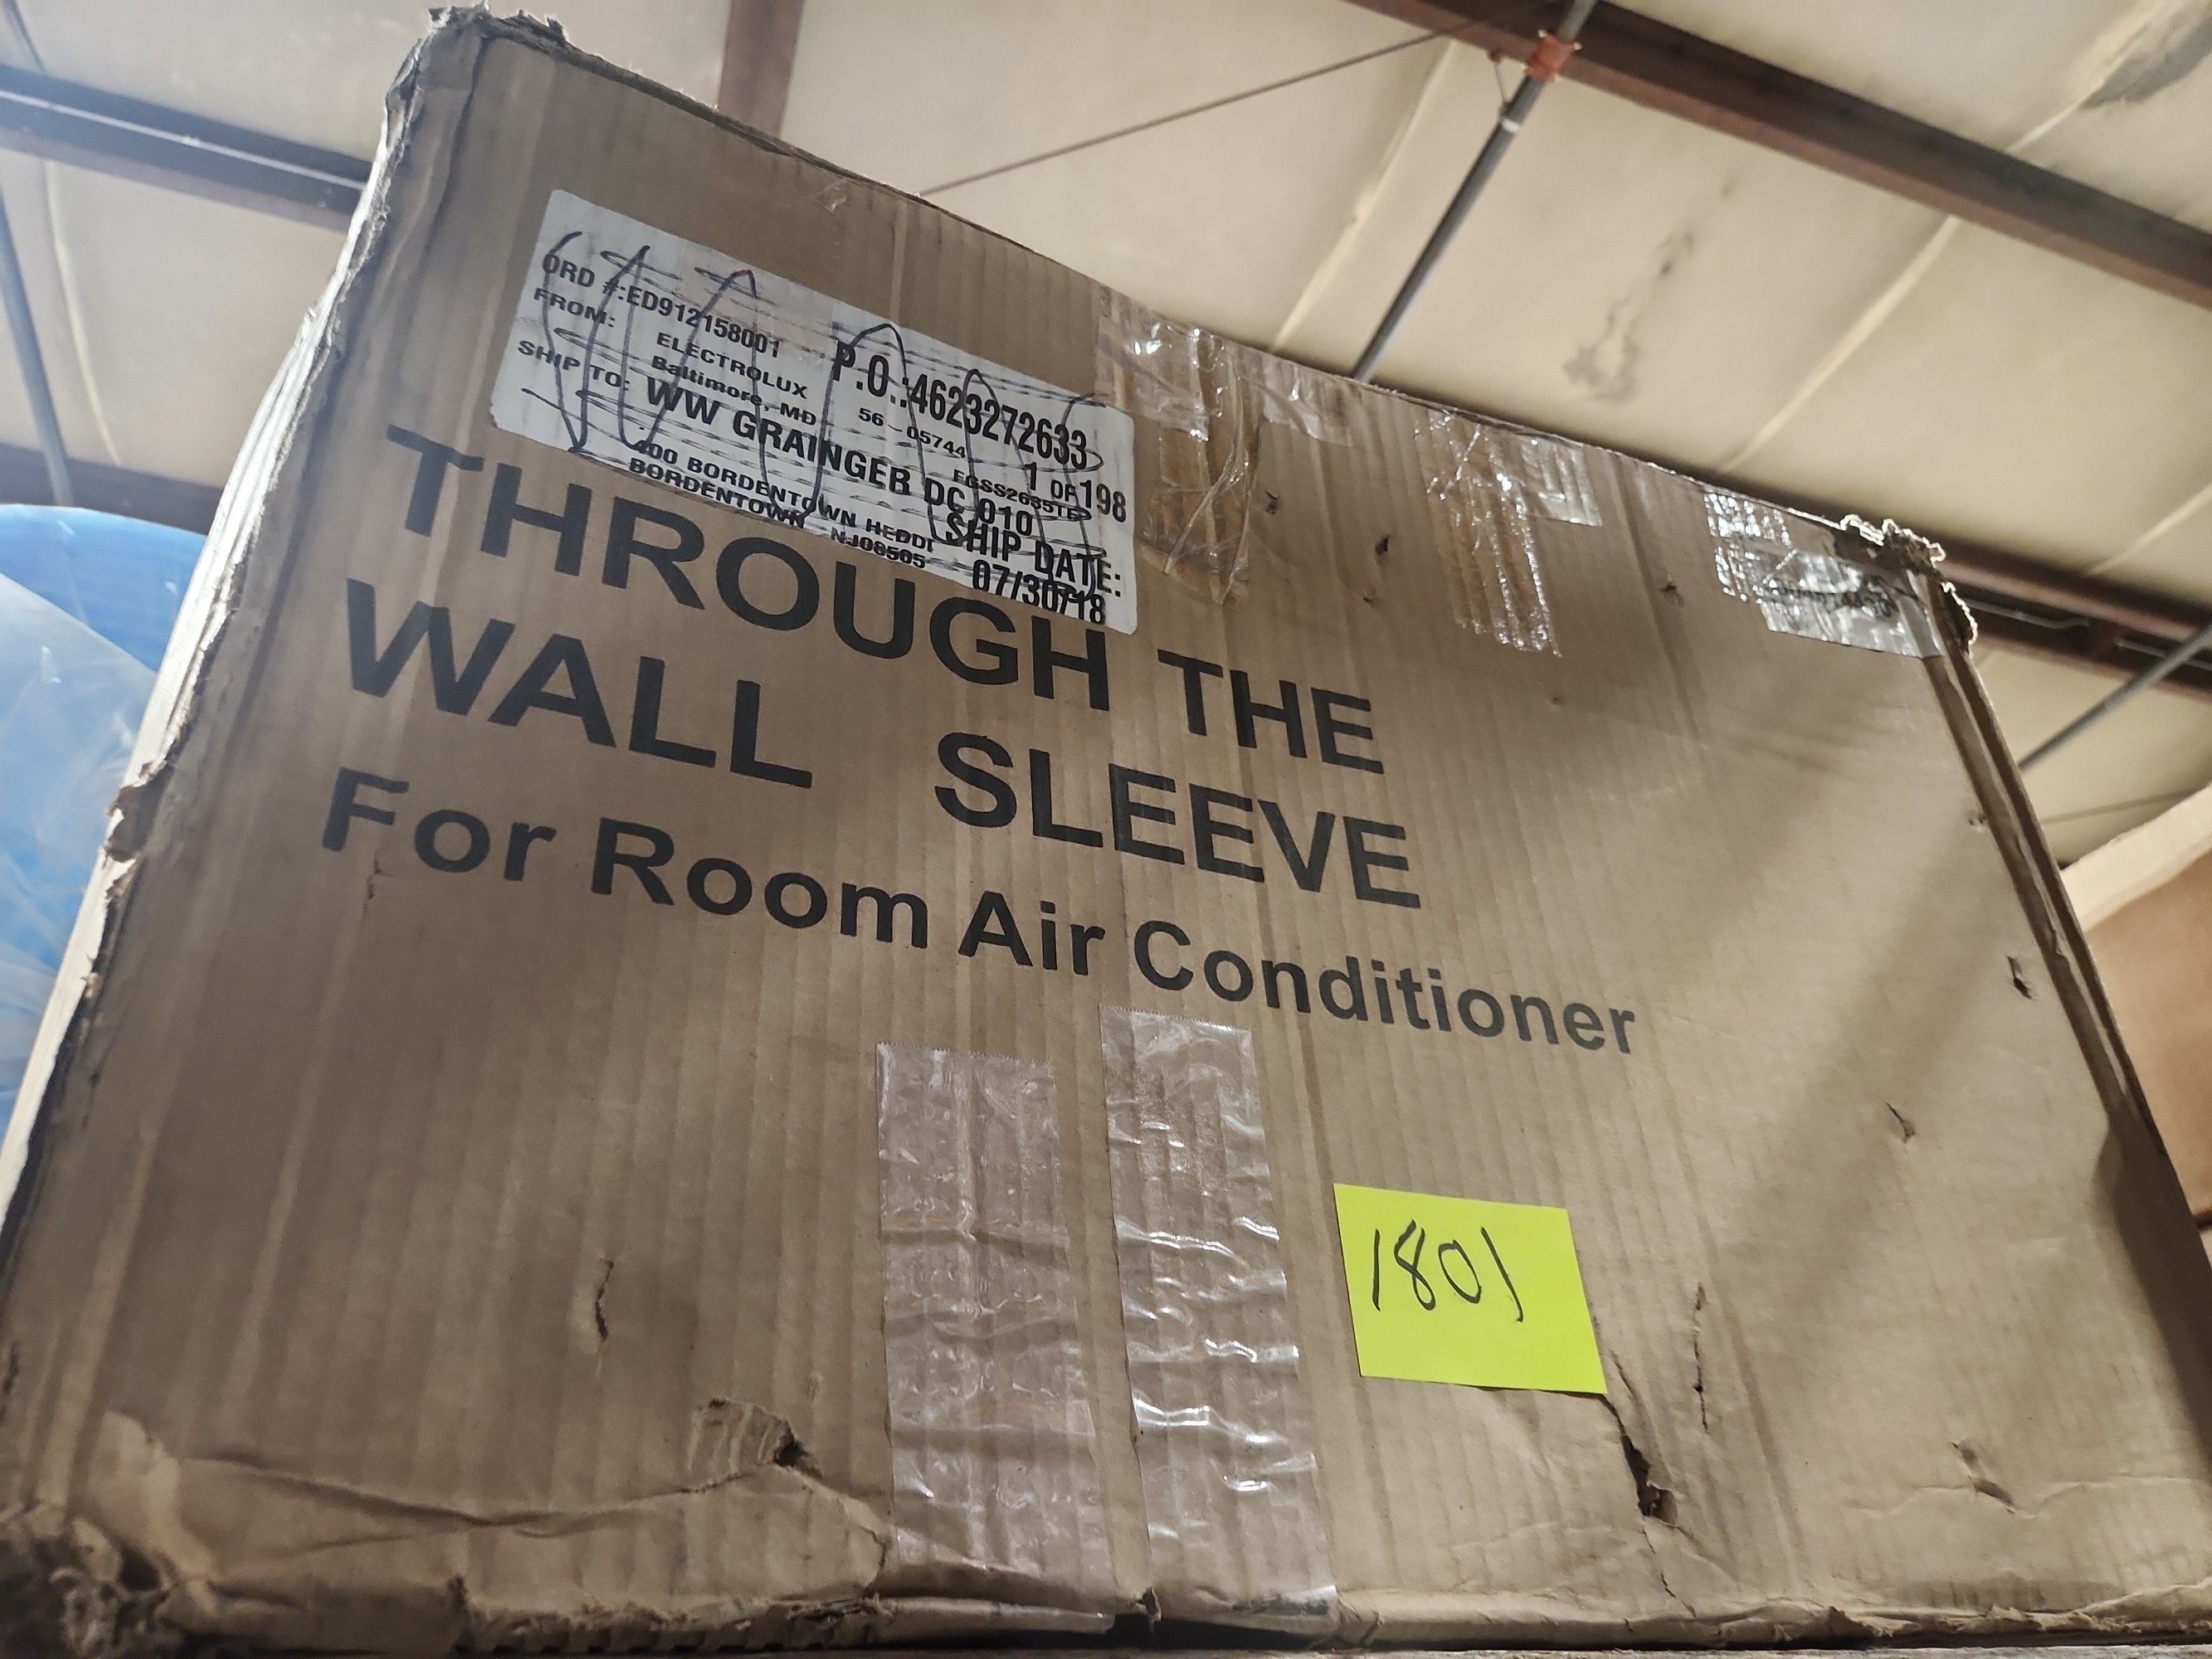 ORD #:ED912158001
P.O.:4623272633
FROM: ELECTROLUX
56-05744
1 OF 198
Baltimore, MD
SHIP TO: WW GRAINGER DC 010
SHIP DATE:
400 BORDENTOWN HEDDI
07/30/18
BORDENTOWN NJ08505
THROUGH THE
WALL SLEEVE
For Room Air Conditioner
1801